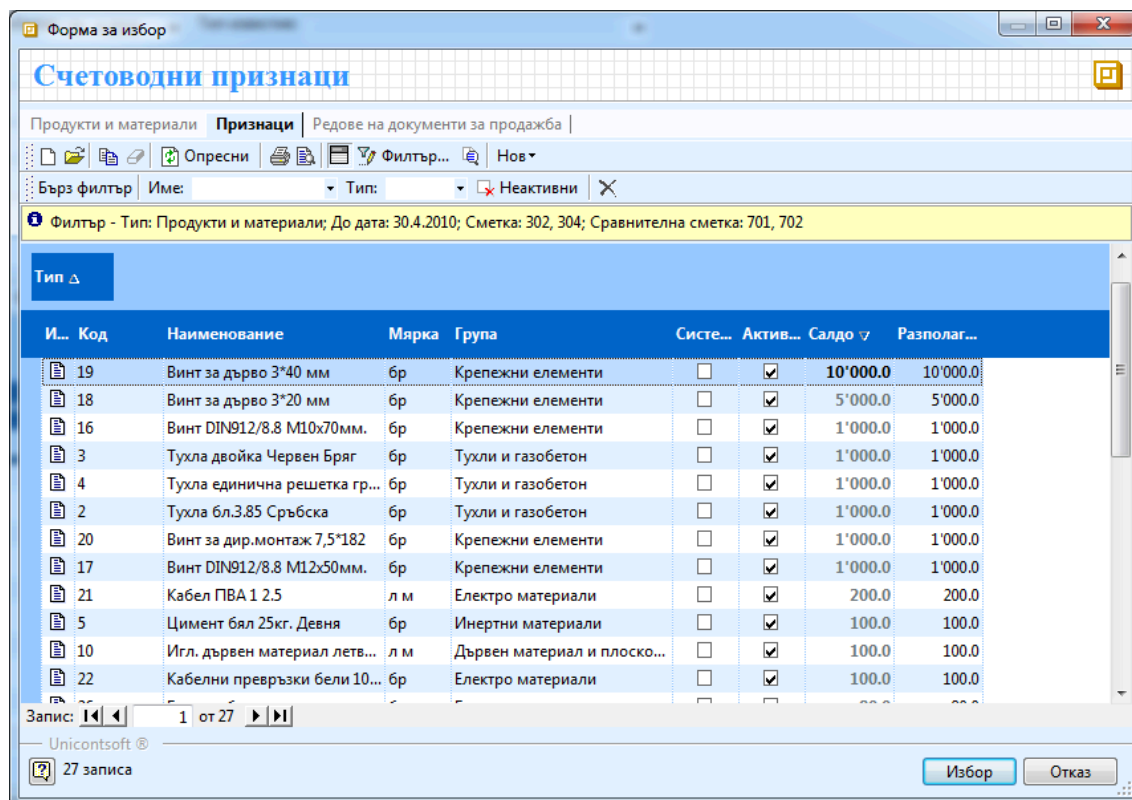 Форма за избор
Счетоводни признаци
Продукти и материали Признаци Редове на документи за продажба
Опресни Филтър... Нов
Бърз филтър Име: Тип: Неактивни
Филтър - Тип: Продукти и материали; До дата: 30.4.2010; Сметка: 302, 304; Сравнителна сметка: 701, 702
Тип
И... Код Наименование Мярка Група Систе... Актив... Салдо Разполаг...
19 Винт за дърво 3*40 мм бр Крепежни елементи 10'000.0 10'000.0
18 Винт за дърво 3*20 мм бр Крепежни елементи 5'000.0 5'000.0
16 Винт DIN912/8.8 М10х70мм. бр Крепежни елементи 1'000.0 1'000.0
3 Тухла двойка Червен Бряг бр Тухли и газобетон 1'000.0 1'000.0
4 Тухла единична решетка гр... бр Тухли и газобетон 1'000.0 1'000.0
2 Тухла бл.3.85 Сръбска бр Тухли и газобетон 1'000.0 1'000.0
20 Винт за дир.монтаж 7,5*182 бр Крепежни елементи 1'000.0 1'000.0
17 Винт DIN912/8.8 М12х50мм. бр Крепежни елементи 1'000.0 1'000.0
21 Кабел ПВА 1 2.5 л м Електро материали 200.0 200.0
5 Цимент бял 25кг. Девня бр Инертни материали 100.0 100.0
10 Игл. дървен материал летв... л м Дървен материал и плоско... 100.0 100.0
22 Кабелни превръзки бели 10... бр Електро материали 100.0 100.0
Запис: 1 от 27
Unicontsoft ®
27 записа Избор Отказ